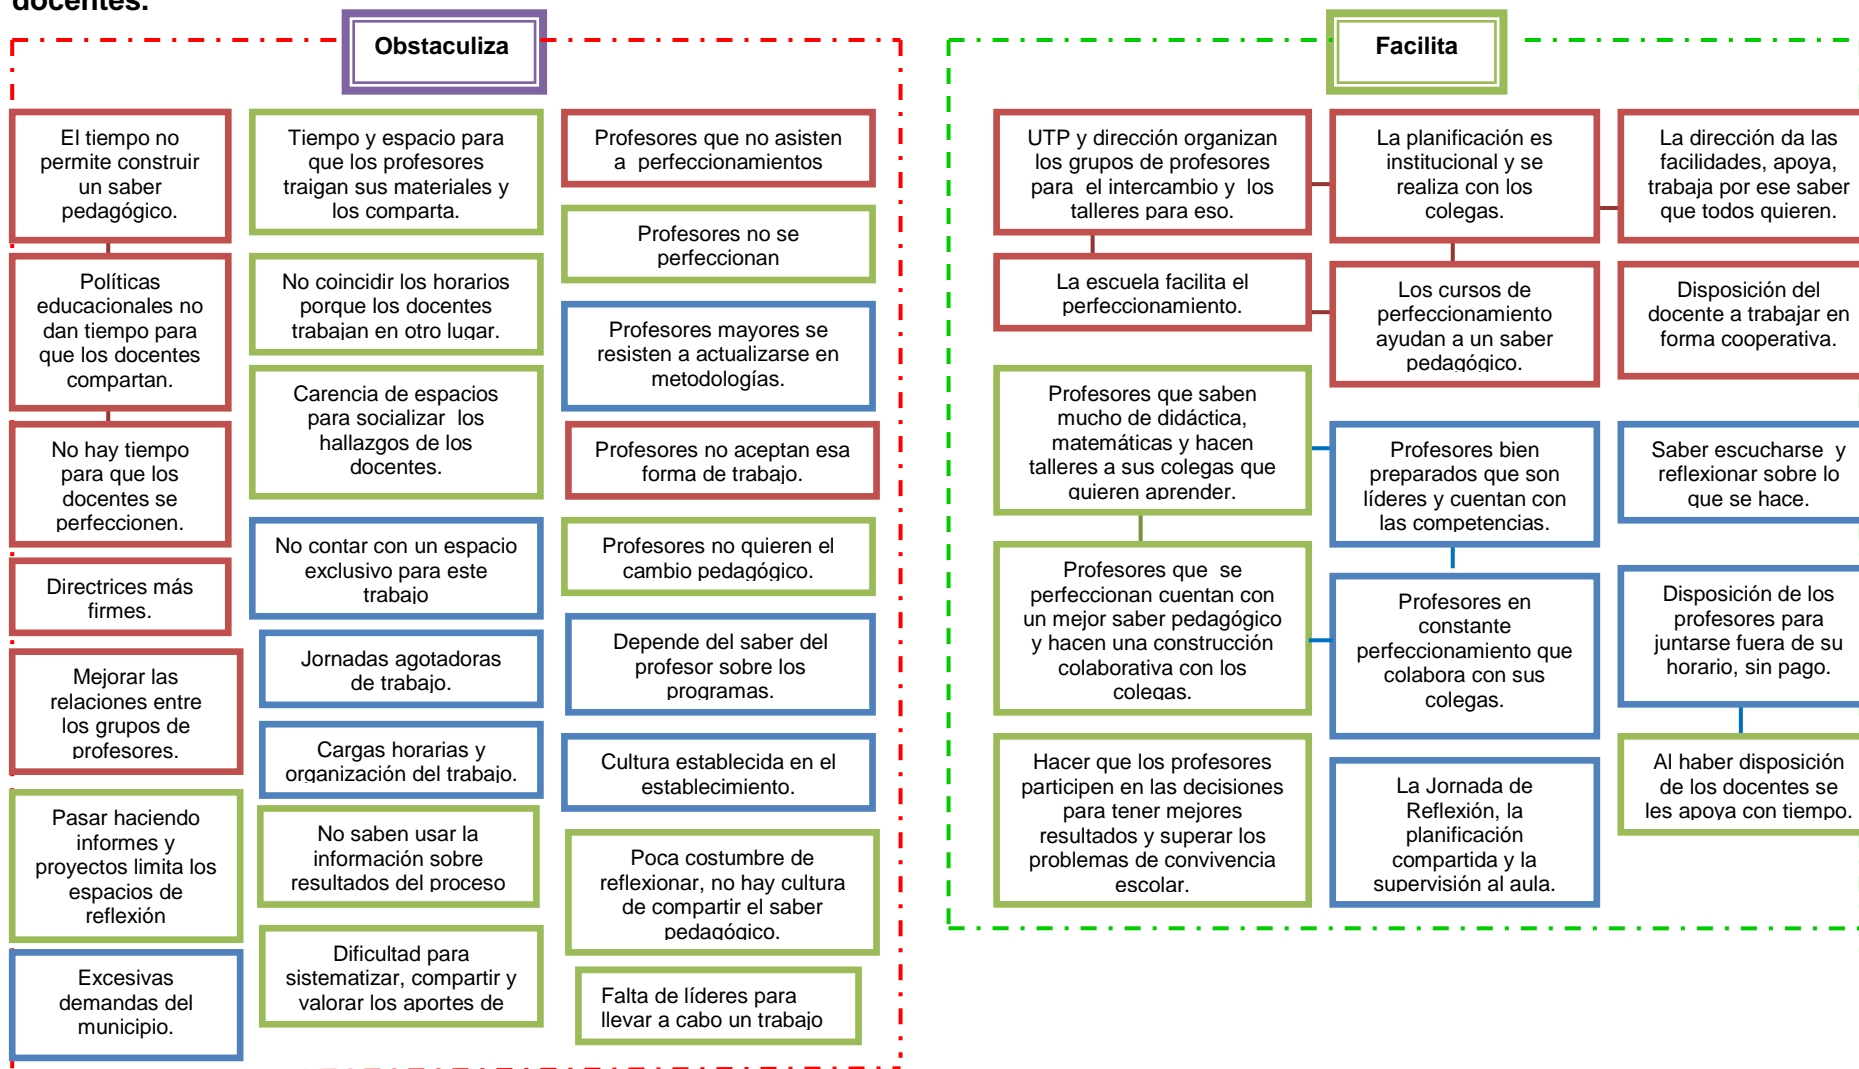 docentes.
Obstaculiza
El tiempo no
permite construir
un saber
pedagógico.
Políticas
educacionales no
dan tiempo para
que los docentes
compartan.
No hay tiempo
para que los
docentes se
perfeccionen.
Directrices más
firmes.
Mejorar las
relaciones entre
los grupos de
profesores.
Pasar haciendo
informes y
proyectos limita los
espacios de
reflexión
Excesivas
demandas del
municipio.
Tiempo y espacio para
que los profesores
traigan sus materiales y
los comparta.
No coincidir los horarios
porque los docentes
trabajan en otro lugar.
Carencia de espacios
para socializar los
hallazgos de los
docentes.
No contar con un espacio
exclusivo para este
trabajo
Jornadas agotadoras
de trabajo.
Cargas horarias y
organización del trabajo.
No saben usar la
información sobre
resultados del proceso
Dificultad para
sistematizar, compartir y
valorar los aportes de
Profesores que no asisten
a perfeccionamientos
Profesores no se
perfeccionan
Profesores mayores se
resisten a actualizarse en
metodologías.
Profesores no aceptan esa
forma de trabajo.
Profesores no quieren el
cambio pedagógico.
Depende del saber del
profesor sobre los
programas.
Cultura establecida en el
establecimiento.
Poca costumbre de
reflexionar, no hay cultura
de compartir el saber
pedagógico.
Falta de líderes para
llevar a cabo un trabajo
Facilita
UTP y dirección organizan
los grupos de profesores
para el intercambio y los
talleres para eso.
La escuela facilita el
perfeccionamiento.
Profesores que saben
mucho de didáctica,
matemáticas y hacen
talleres a sus colegas que
quieren aprender.
Profesores que se
perfeccionan cuentan con
un mejor saber pedagógico
y hacen una construcción
colaborativa con los
colegas.
Hacer que los profesores
participen en las decisiones
para tener mejores
resultados y superar los
problemas de convivencia
escolar.
La planificación es
institucional y se
realiza con los
colegas.
Los cursos de
perfeccionamiento
ayudan a un saber
pedagógico.
Profesores bien
preparados que son
líderes y cuentan con
las competencias.
Profesores en
constante
perfeccionamiento que
colabora con sus
colegas.
La Jornada de
Reflexión, la
planificación
compartida y la
supervisión al aula.
La dirección da las
facilidades, apoya,
trabaja por ese saber
que todos quieren.
Disposición del
docente a trabajar en
forma cooperativa.
Saber escucharse y
reflexionar sobre lo
que se hace.
Disposición de los
profesores para
juntarse fuera de su
horario, sin pago.
Al haber disposición
de los docentes se
les apoya con tiempo.